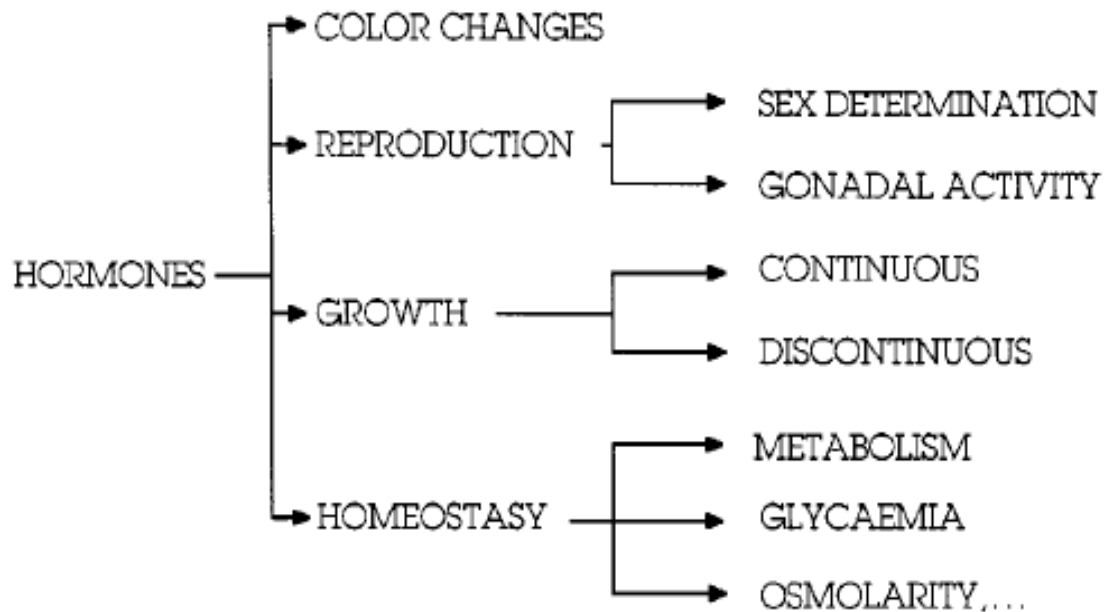 COLOR CHANGES
SEX DETERMINATION
REPRODUCTION
GONADAL ACTIVITY
HORMONES
CONTINUOUS
GROWTH
DISCONTINUOUS
METABOLISM
HOMEOSTASY
GLYCAEMIA
OSMOLARITY,...